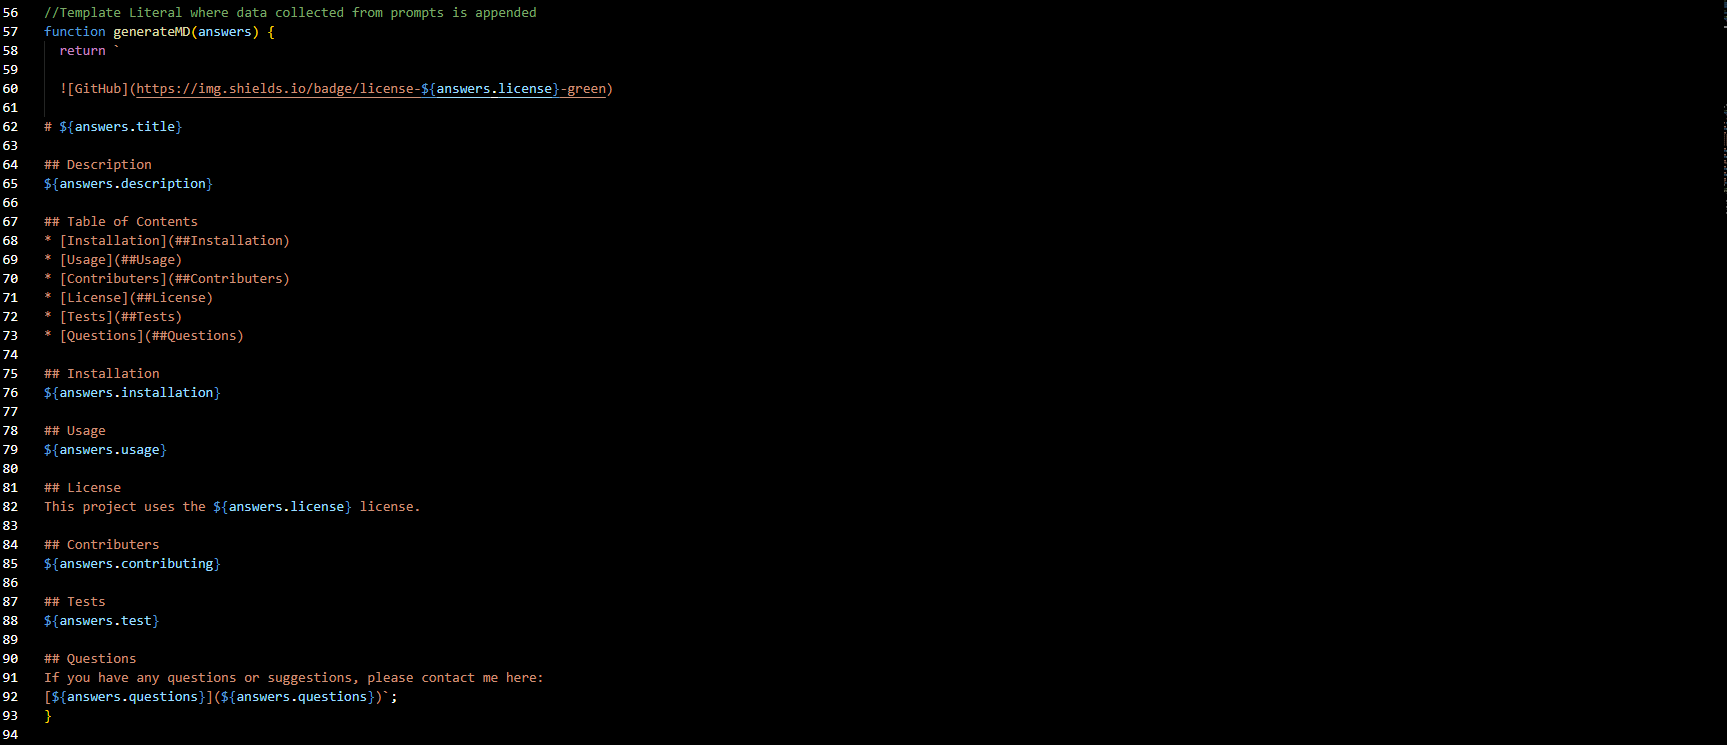 56 //Template Literal where data collected from prompts is appended
57 function generateMD(answers) {
58 return `
59
60 ![GitHub](https://img.shields.io/badge/license-${answers.license}-green)
61
62 # ${answers.title}
63
64 ## Description
65 ${answers.description}
66
67 ## Table of Contents
68 * [Installation](##Installation)
69 * [Usage](##Usage)
70 * [Contributers](##Contributers)
71 * [License](##License)
72 * [Tests](##Tests)
73 * [Questions](##Questions)
74
75 ## Installation
76 ${answers.installation}
77
78 ## Usage
79 ${answers.usage}
80
81 ## License
82 This project uses the ${answers.license} license.
83
84 ## Contributers
85 ${answers.contributing}
86
87 ## Tests
88 ${answers.test}
89
90 ## Questions
91 If you have any questions or suggestions, please contact me here:
92 [${answers.questions}](${answers.questions})`;
93 }
94